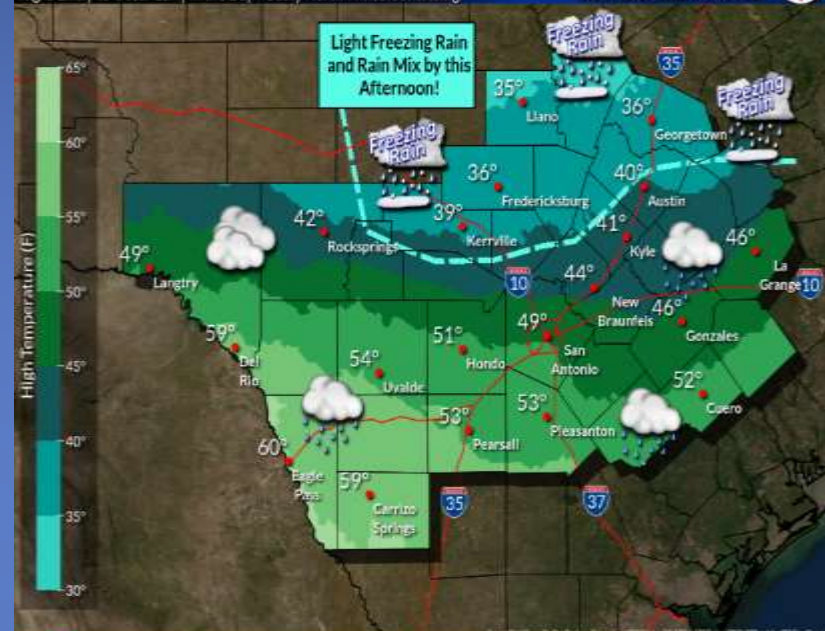 Light Freezing Rain
and Rain Mix by this
Afternoon!
Freezing
Rain
35
35°
Llano
36°
Georgetown
Freezing
Rain
Freezing
Rain
36°
Fredericksburg
40°
Austin
39°
Kerrville
42°
Rocksprings
41°
Kyle
46°
La
Grange
49°
Langtry
10
44°
New
Braunfels
10
46°
Gonzales
59°
Del
Rio
54°
Uvalde
51°
Hondo
49°
San
Antonio
52°
Cuero
53°
Pearsall
53°
Pleasanton
60°
Eagle
Pass
59°
Carrizo
Springs
35
37
High Temperature (F)
65°
60°
55°
50°
45°
40°
35°
30°